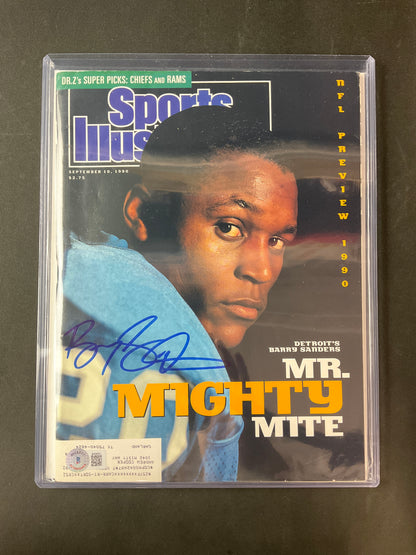 DR.Z's SUPER PICKS: CHIEFS AND RAMS
Sports
Illus
SEPTEMBER 10, 1990
$2.75
NFL PREVIEW 1990
DETROIT'S
BARRY SANDERS
MR.
MIGHTY
MITE
20